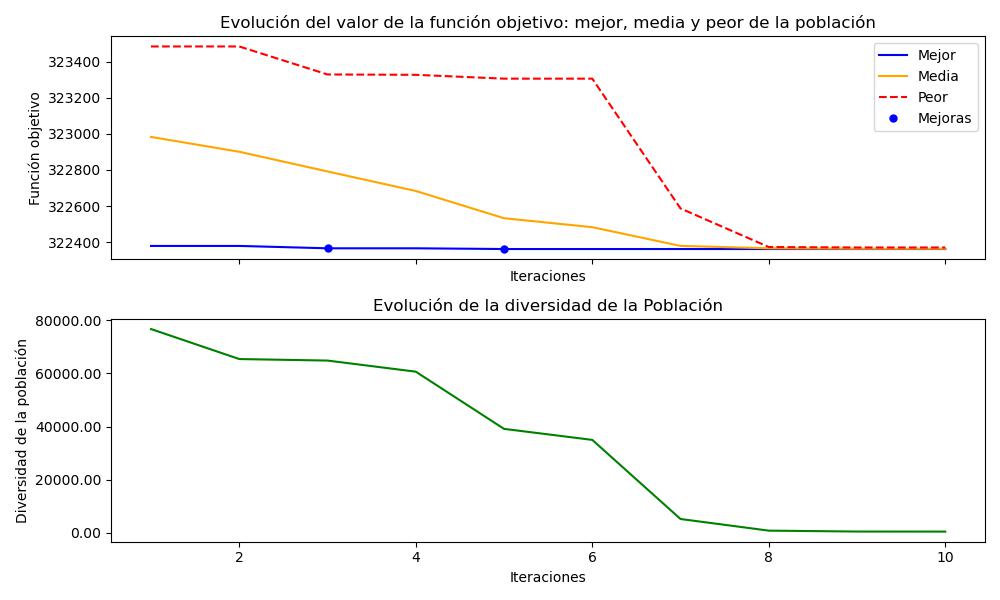 Evolución del valor de la función objetivo: mejor, media y peor de la población
Función objetivo
323400
323200
323000
322800
322600
322400
Mejor
Media
Peor
Mejoras
Iteraciones
Evolución de la diversidad de la Población
Diversidad de la población
80000.00
60000.00
40000.00
20000.00
0.00
2 4 6 8 10
Iteraciones